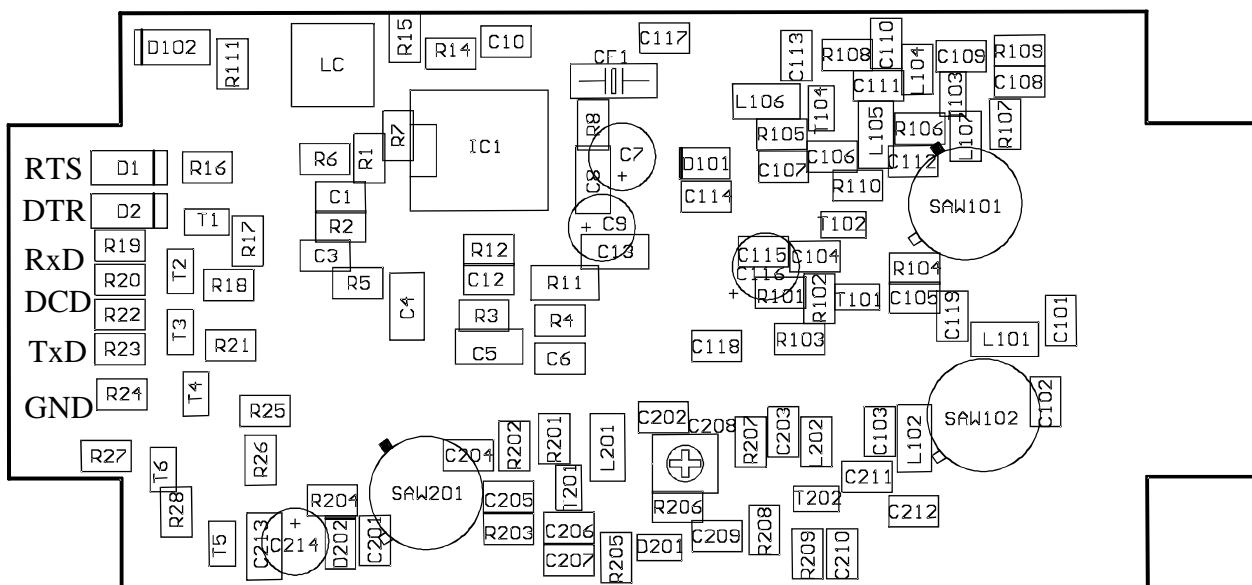 D102
R111
LC
R15
R14
C10
C117
CF1
C113
R108
C110
L104
C109
R109
C108
C111
L103
L106
T104
R107
L107
R106
L105
R105
R8
R7
IC1
C7
+
R1
R6
RTS
D1
R16
C8
D101
C107
C106
C112
R110
C114
C1
DTR
D2
T1
R2
R17
C9
+
SAW101
T102
RxD
R19
C3
R12
C13
C115
C104
R104
T2
R20
R18
R5
C12
R11
C116
+
R101
R102
T101
C105
DCD
R22
C4
R3
R4
C119
C101
T3
TxD
R23
R21
C5
C6
C118
R103
L101
R24
T4
GND
R25
C102
SAW102
C202
C208
R207
C203
L202
C103
L102
R201
R202
L201
R27
T6
R26
C204
C211
SAW201
R28
R204
C205
T201
R206
T202
C212
+
C213
C214
D202
C201
R203
C206
C209
R208
T5
C207
R205
D201
R209
C210